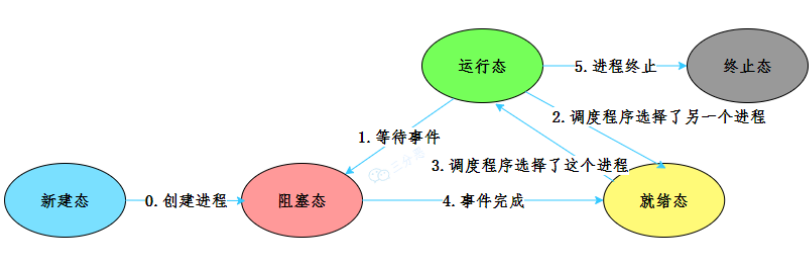 运行态
5.进程终止
终止态
2.调度程序选择了另一个进程
1.等待事件
三分恶
3.调度程序选择了这个进程
新建态
0.创建进程
阻塞态
4.事件完成
就绪态